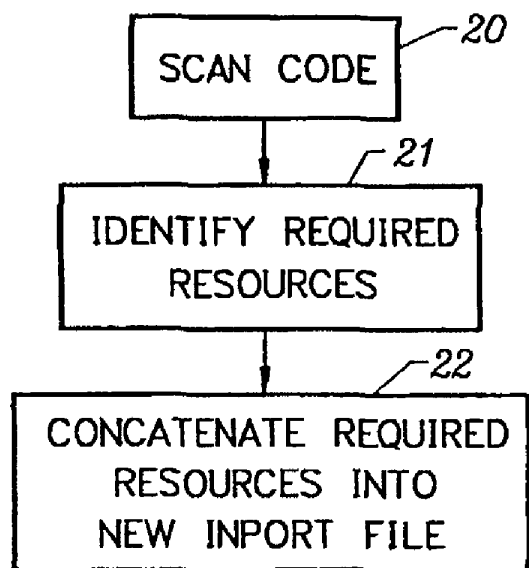 20
SCAN CODE
21
IDENTIFY REQUIRED
RESOURCES
22
CONCATENATE REQUIRED
RESOURCES INTO
NEW INPORT FILE